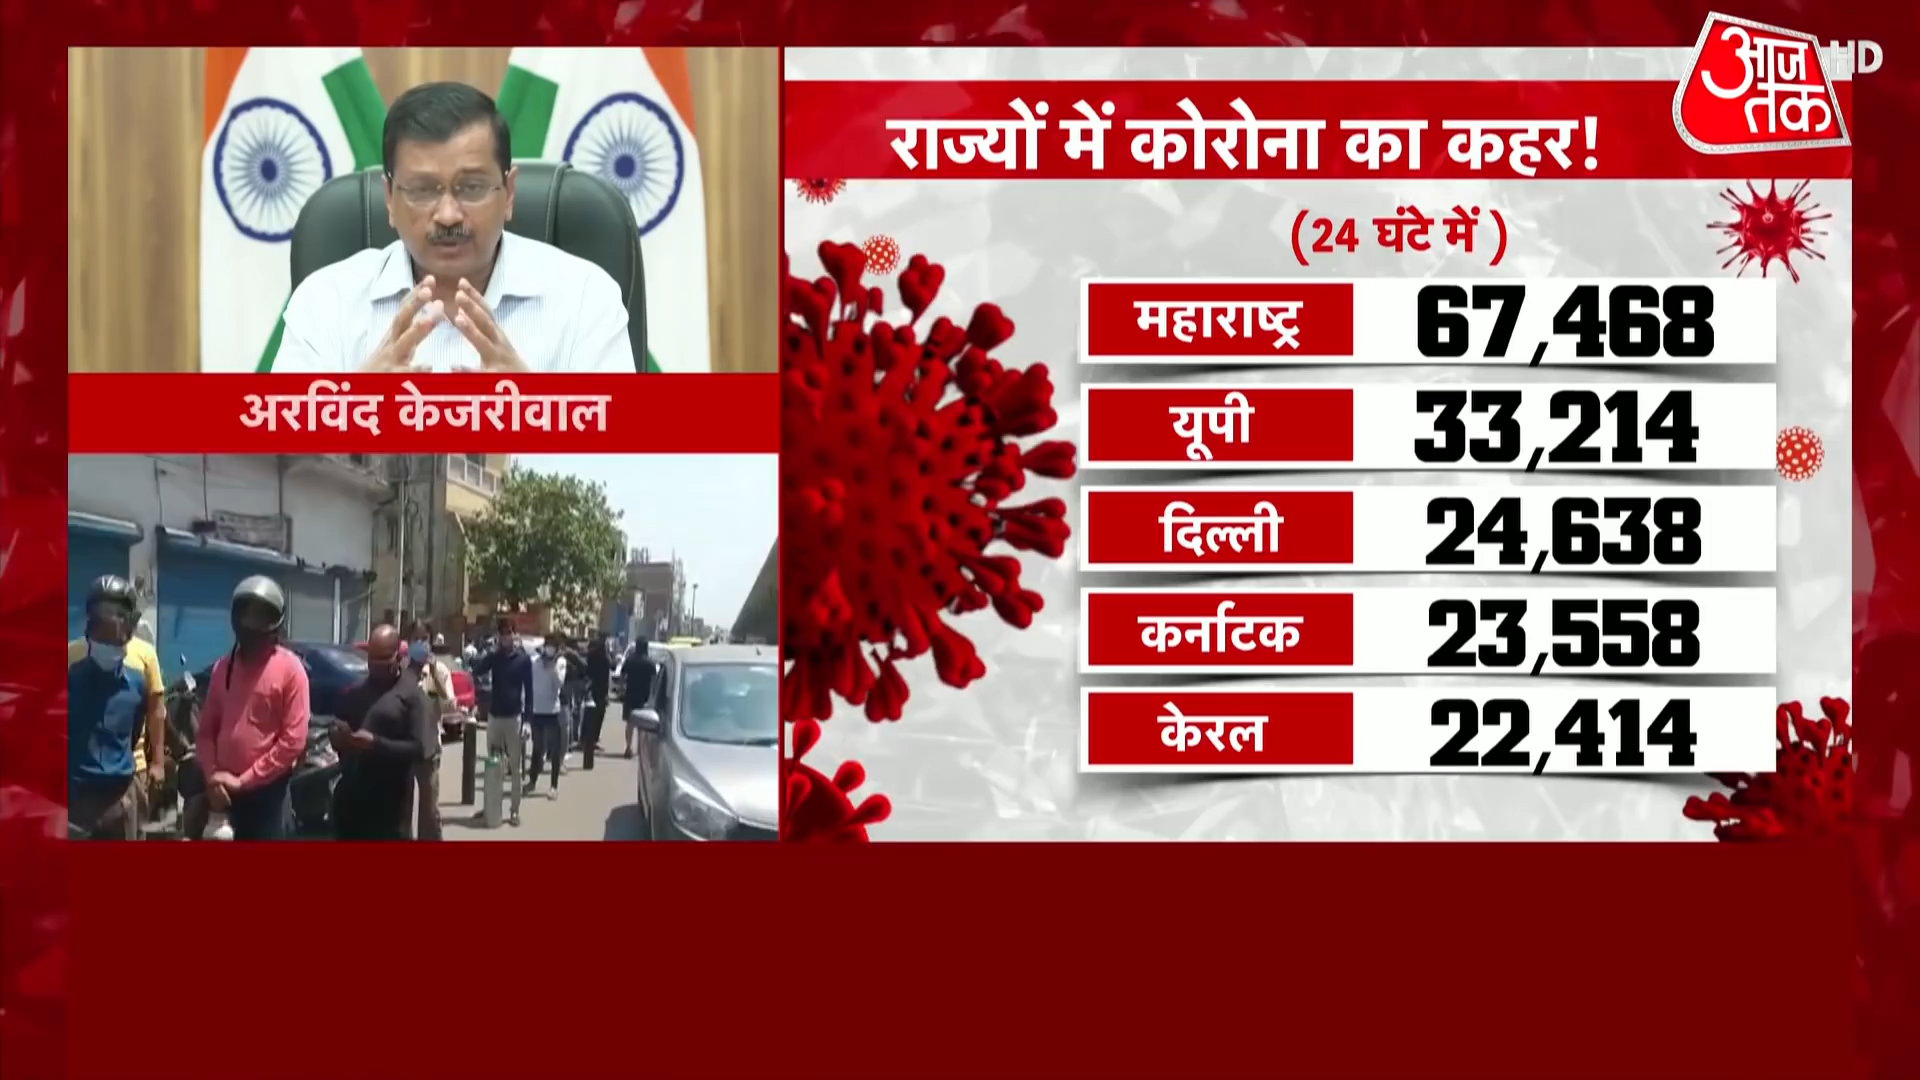 आज
तक
HD
राज्यों में कोरोना का कहर!
(24 घंटे में )
महाराष्ट्र 67,468
यूपी 33,214
दिल्ली 24,638
कर्नाटक 23,558
केरल 22,414
अरविंद केजरीवाल